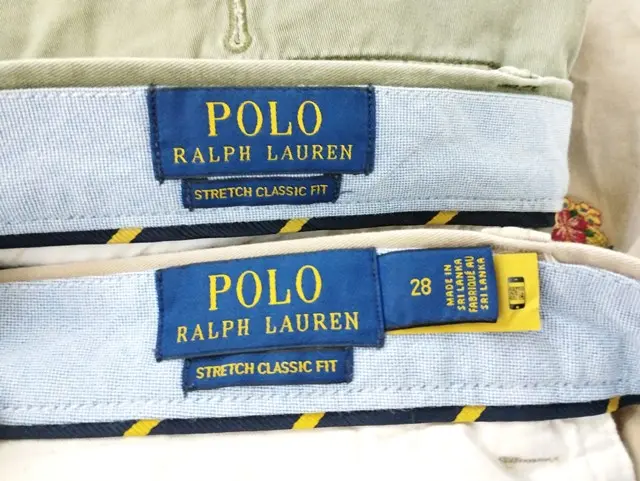 POLO
RALPH LAUREN
STRETCH CLASSIC FIT
POLO
RALPH LAUREN
STRETCH CLASSIC FIT
28
MADE IN
SRI LANKA
FABRIQUÉ AU
SRI LANKA